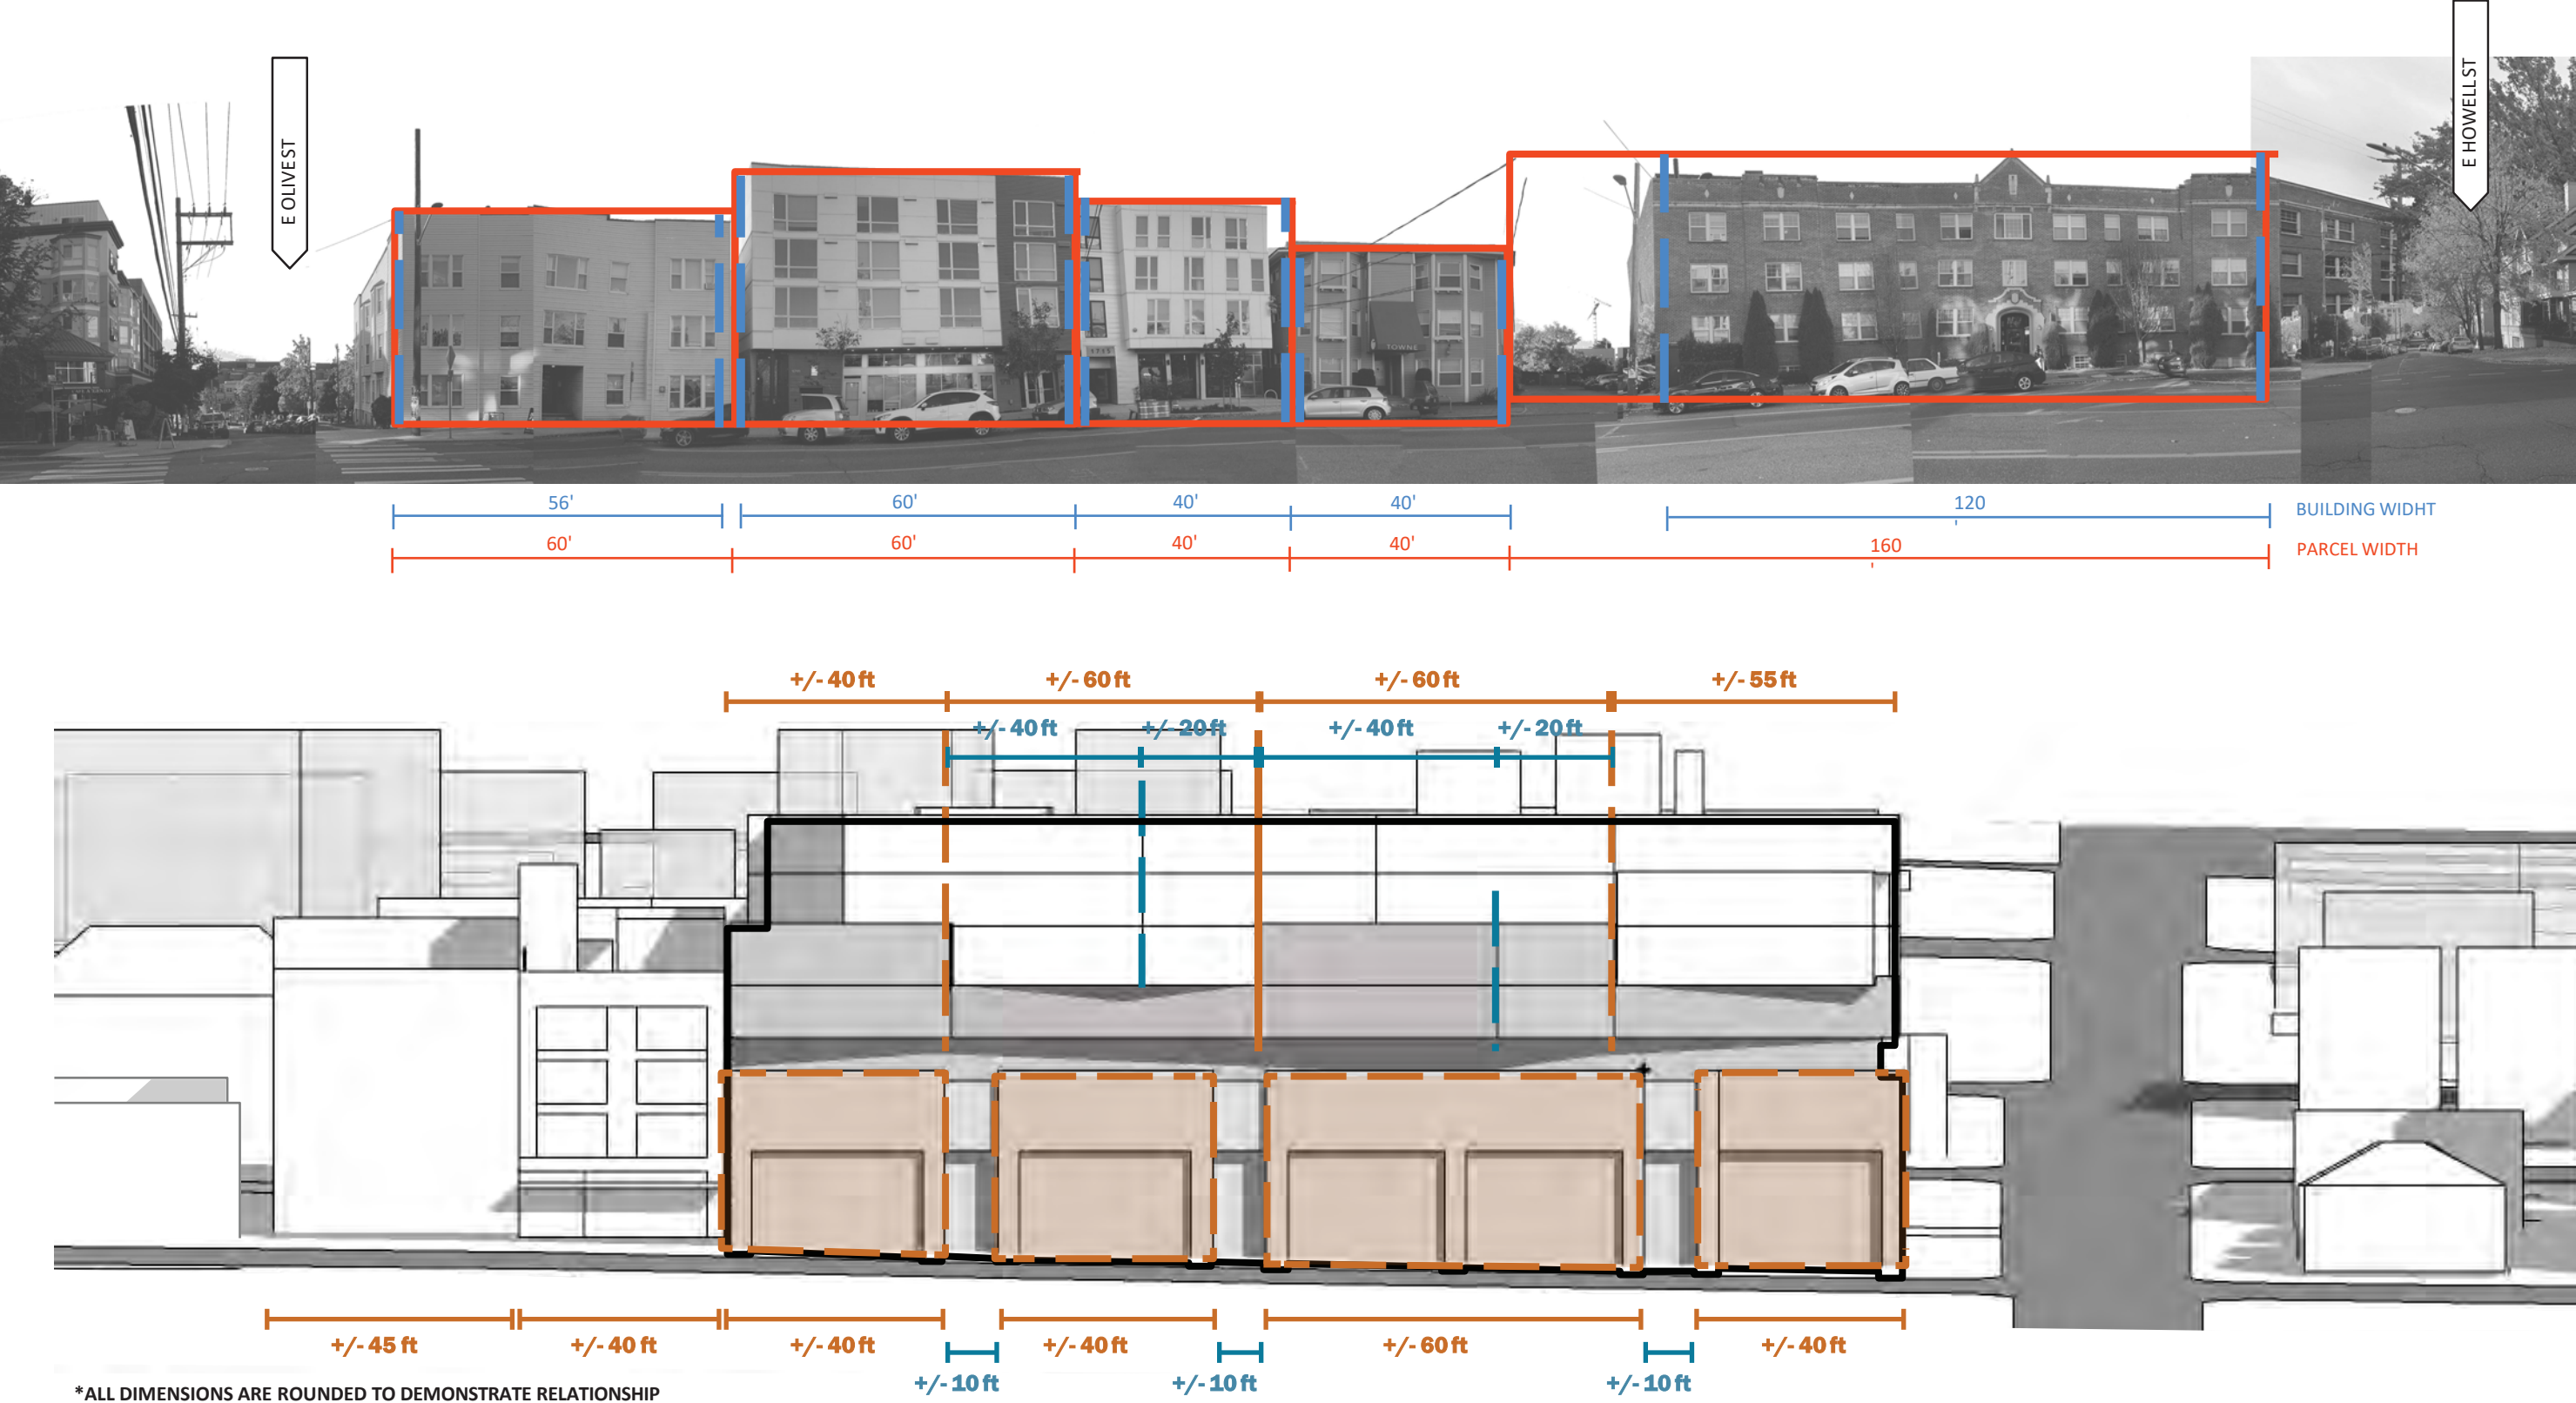 E OLIVE ST
E HOWELL ST
TOWNE
56'
60'
40'
40'
120
'
BUILDING WIDHT
60'
60'
40'
40'
160
'
PARCEL WIDTH
+/- 40 ft
+/- 60 ft
+/- 60 ft
+/- 55 ft
+/- 40 ft
+/- 20 ft
+/- 40 ft
+/- 20 ft
+/- 45 ft
+/- 40 ft
+/- 40 ft
+/- 40 ft
+/- 60 ft
+/- 40 ft
+/- 10 ft
+/- 10 ft
+/- 10 ft
*ALL DIMENSIONS ARE ROUNDED TO DEMONSTRATE RELATIONSHIP